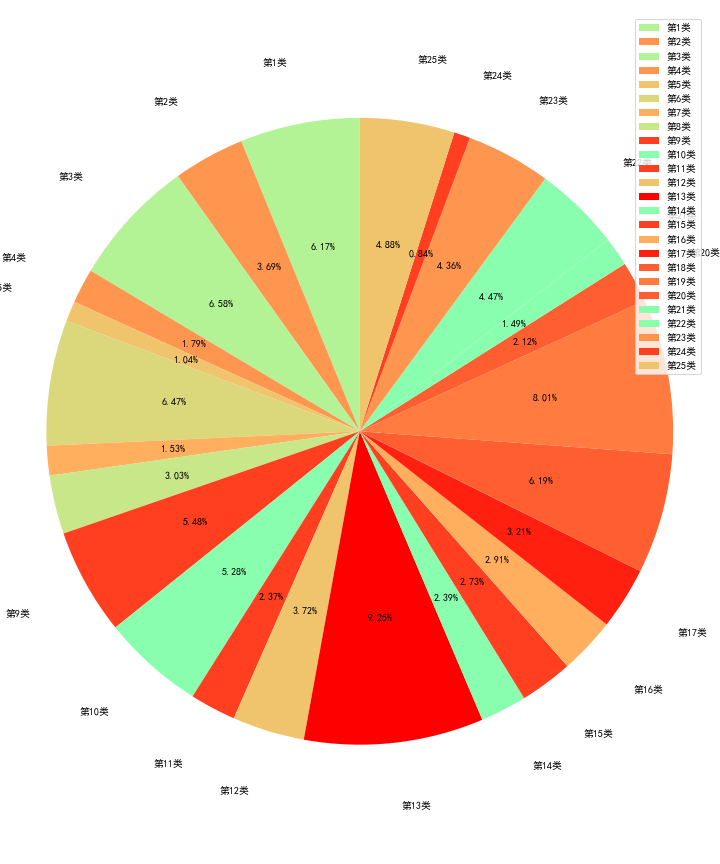 第1类
第2类
第3类
第4类
第9类
第10类
第11类
第12类
第13类
第14类
第15类
第16类
第17类
第23类
第24类
第25类
6.17%
3.69%
6.58%
1.79%
1.04%
6.47%
1.53%
3.03%
5.48%
5.28%
2.37%
3.72%
9.25%
2.39%
2.73%
2.91%
3.21%
6.19%
8.01%
2.12%
1.49%
4.47%
4.36%
0.84%
4.88%
第1类
第2类
第3类
第4类
第5类
第6类
第7类
第8类
第9类
第10类
第11类
第12类
第13类
第14类
第15类
第16类
第17类
第18类
第19类
第20类
第21类
第22类
第23类
第24类
第25类